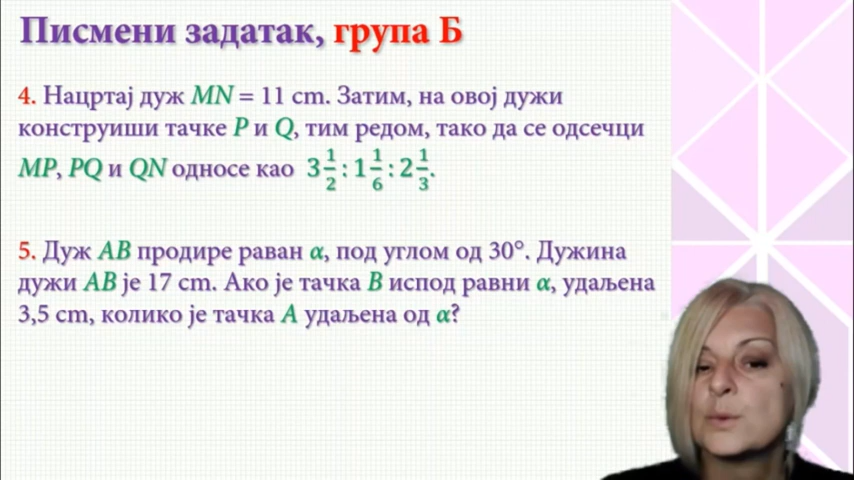 Писмени задатак, група Б
4. Нацртај дуж MN = 11 cm. Затим, на овој дужи
конструиши тачке P и Q, тим редом, тако да се одсечци
MP, PQ и QN односе као 3 1/2 : 1 1/6 : 2 1/3.
5. Дуж AB продире раван α, под углом од 30°. Дужина
дужи AB је 17 cm. Ако је тачка B испод равни α, удаљена
3,5 cm, колико је тачка A удаљена од α?